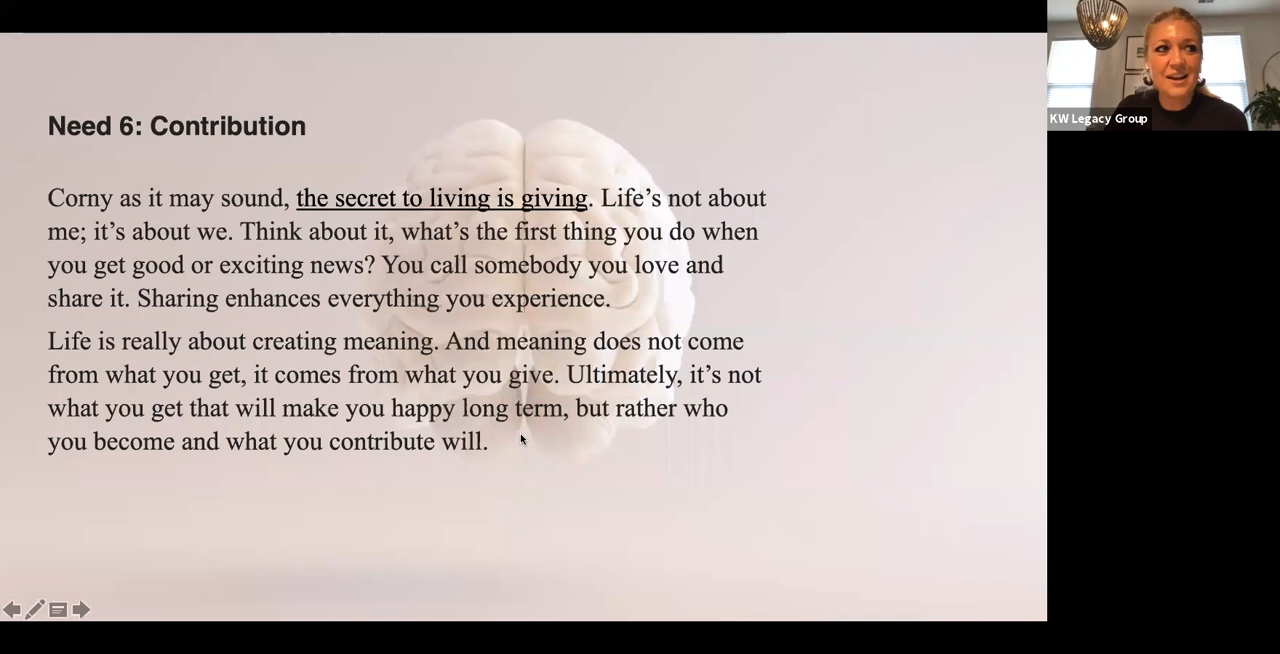 Need 6: Contribution
Corny as it may sound, the secret to living is giving. Life’s not about
me; it’s about we. Think about it, what’s the first thing you do when
you get good or exciting news? You call somebody you love and
share it. Sharing enhances everything you experience.
Life is really about creating meaning. And meaning does not come
from what you get, it comes from what you give. Ultimately, it’s not
what you get that will make you happy long term, but rather who
you become and what you contribute will.
KW Legacy Group